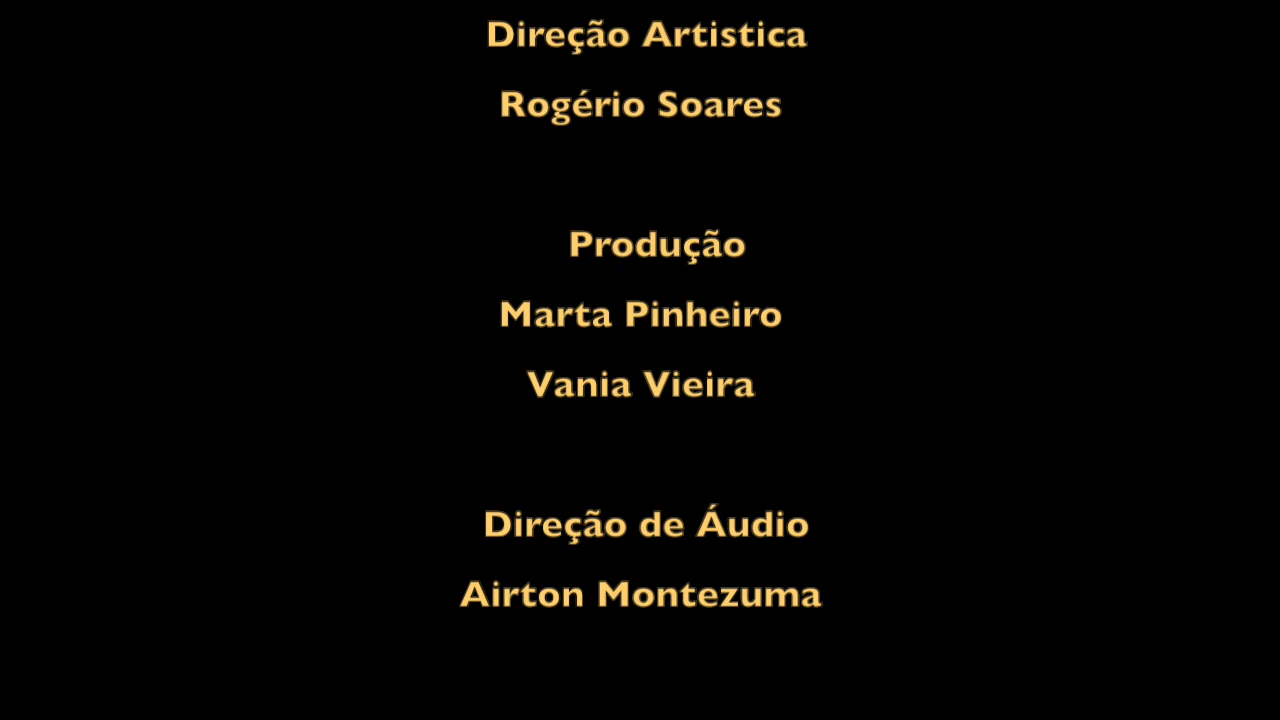 Direção Artistica
Rogério Soares
Produção
Marta Pinheiro
Vania Vieira
Direção de Áudio
Airton Montezuma